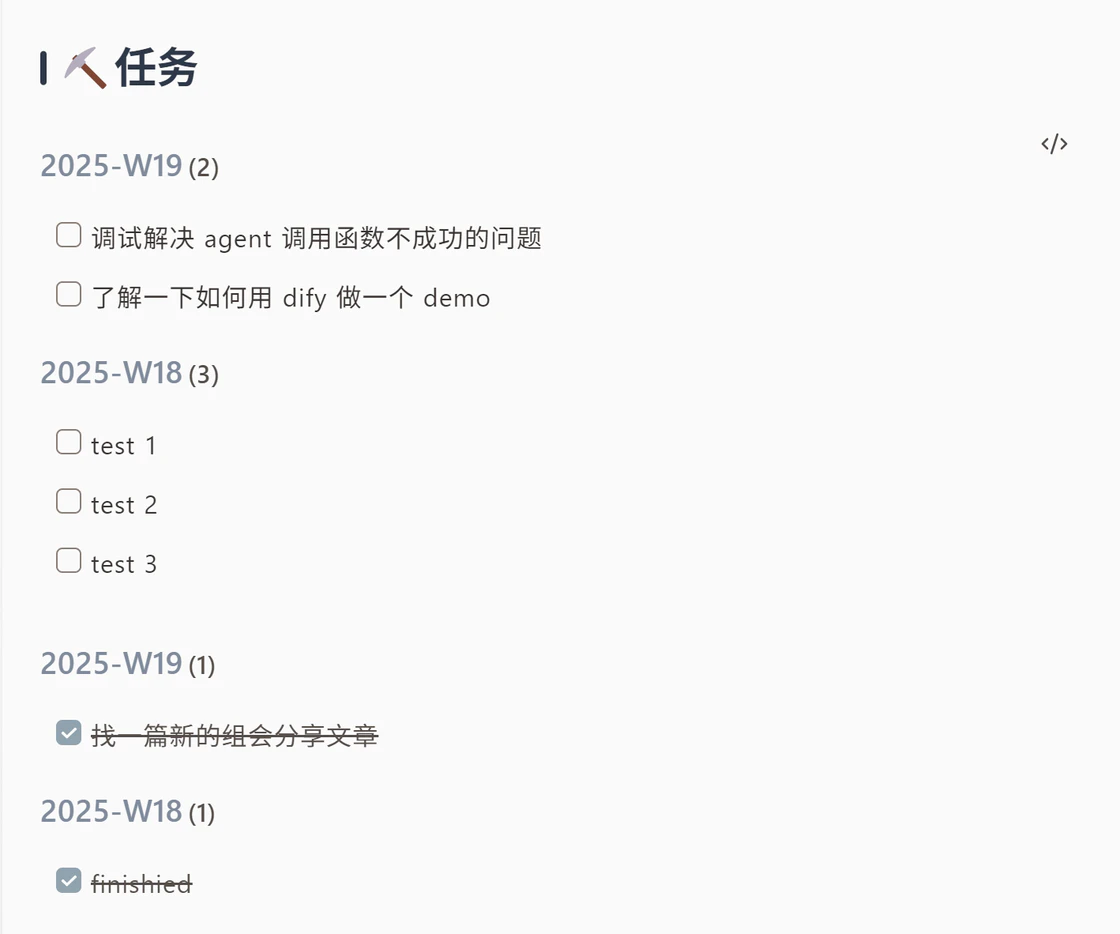 任务
</>
2025-W19 (2)
调试解决 agent 调用函数不成功的问题
了解一下如何用 dify 做一个 demo
2025-W18 (3)
test 1
test 2
test 3
2025-W19 (1)
找一篇新的组会分享文章
2025-W18 (1)
finishied